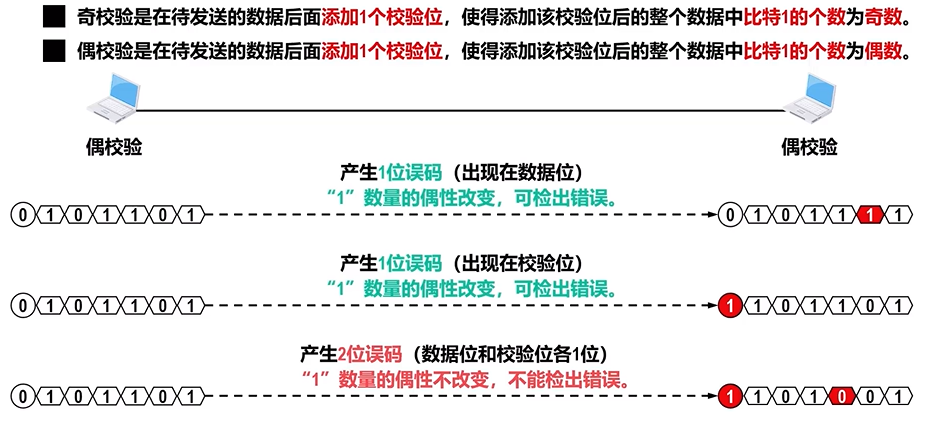 奇校验是在待发送的数据后面添加1个校验位，使得添加该校验位后的整个数据中比特1的个数为奇数。
偶校验是在待发送的数据后面添加1个校验位，使得添加该校验位后的整个数据中比特1的个数为偶数。
偶校验 偶校验
产生1位误码（出现在数据位）
“1”数量的偶性改变，可检出错误。
0 1 0 1 1 0 1 0 1 0 1 1 1 1
产生1位误码（出现在校验位）
“1”数量的偶性改变，可检出错误。
0 1 0 1 1 0 1 1 1 0 1 1 0 1
产生2位误码（数据位和校验位各1位）
“1”数量的偶性不改变，不能检出错误。
0 1 0 1 1 0 1 1 1 0 1 0 0 1